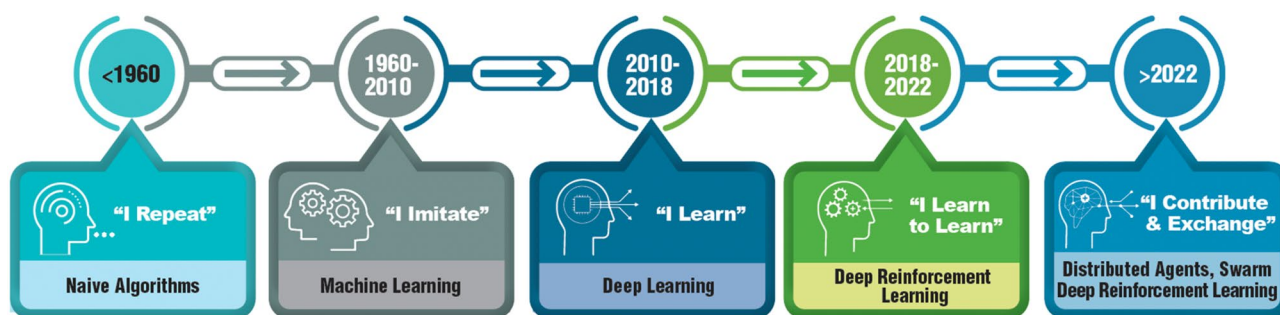 <1960
1960-
2010
2010-
2018
2018-
2022
>2022
“I Repeat”
Naive Algorithms
“I Imitate”
Machine Learning
“I Learn”
Deep Learning
“I Learn
to Learn”
Deep Reinforcement
Learning
“I Contribute
& Exchange”
Distributed Agents, Swarm
Deep Reinforcement Learning